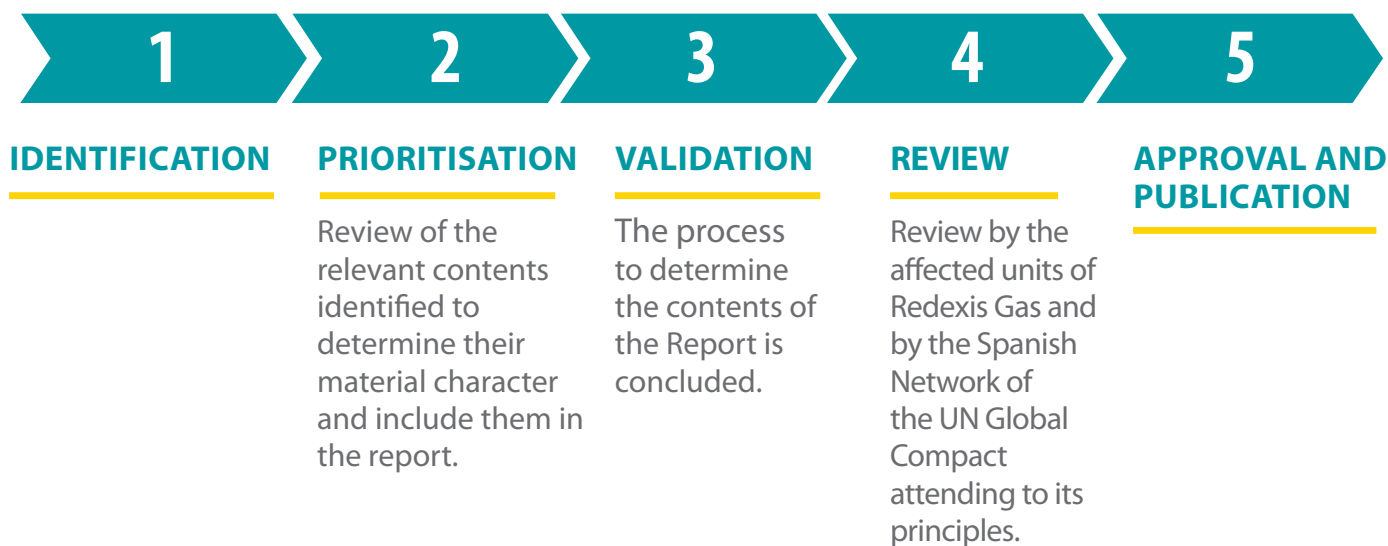 1
2
3
4
5
IDENTIFICATION
PRIORITISATION
Review of the
relevant contents
identified to
determine their
material character
and include them in
the report.
VALIDATION
The process
to determine
the contents of
the Report is
concluded.
REVIEW
Review by the
affected units of
Redexis Gas and
by the Spanish
Network of
the UN Global
Compact
attending to its
principles.
APPROVAL AND
PUBLICATION